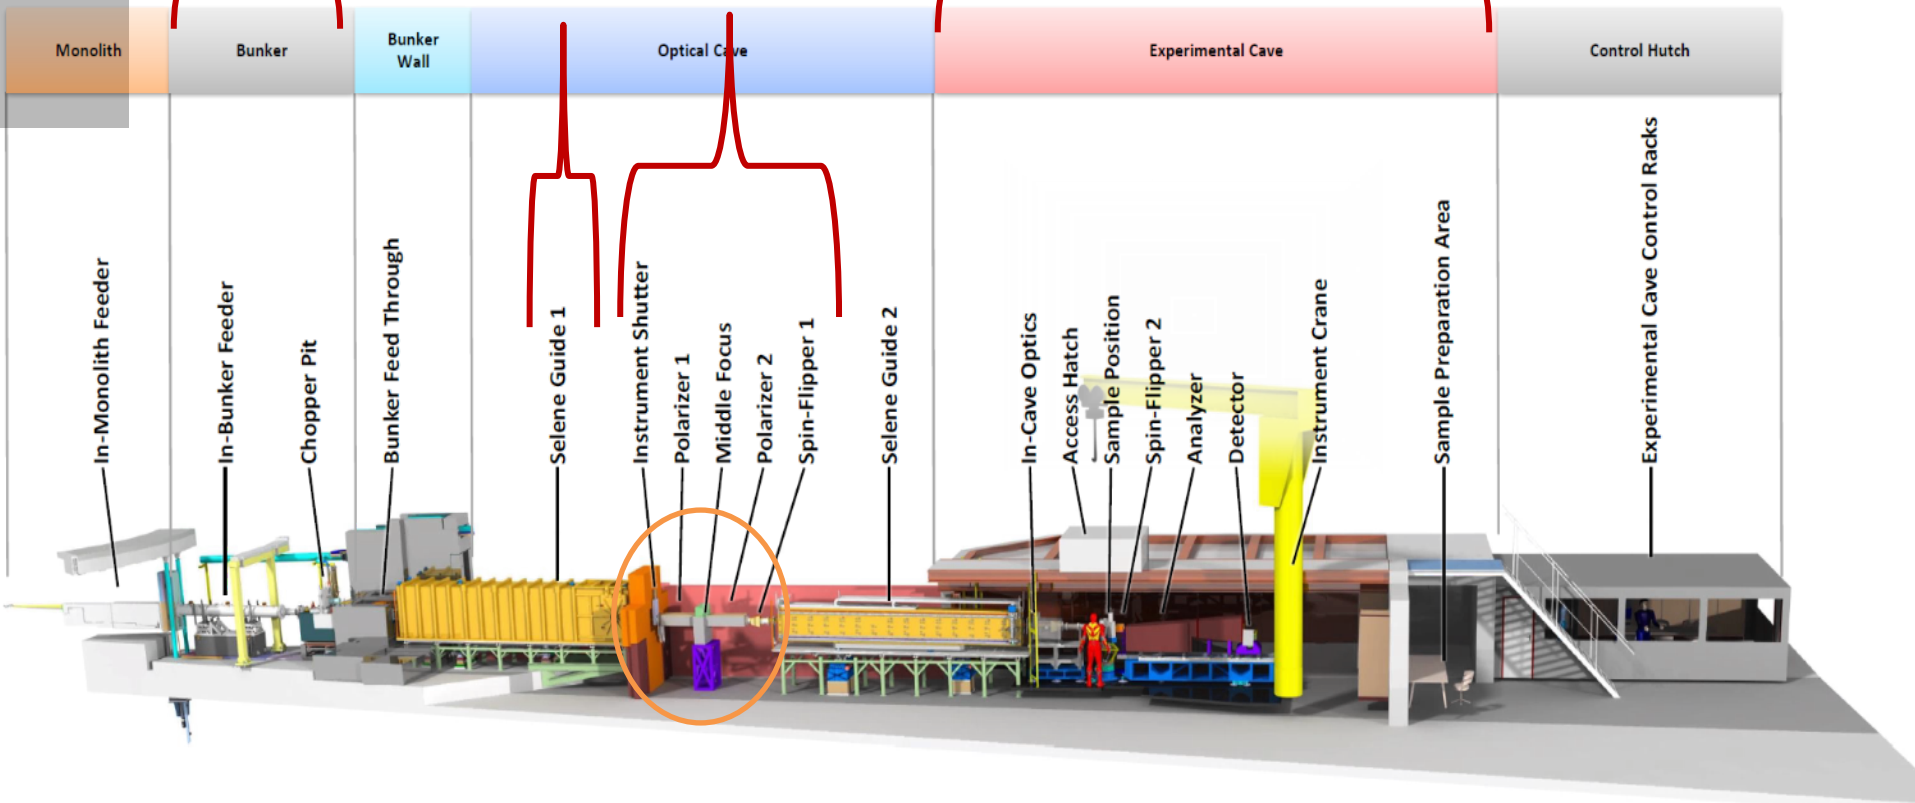 Monolith
Bunker
Bunker
Wall
Optical Cave
Experimental Cave
Control Hutch
In-Monolith Feeder
In-Bunker Feeder
Chopper Pit
Bunker Feed Through
Selene Guide 1
Instrument Shutter
Polarizer 1
Middle Focus
Polarizer 2
Spin-Flipper 1
Selene Guide 2
In-Cave Optics
Access Hatch
Sample Position
Spin-Flipper 2
Analyzer
Detector
Instrument Crane
Sample Preparation Area
Experimental Cave Control Racks